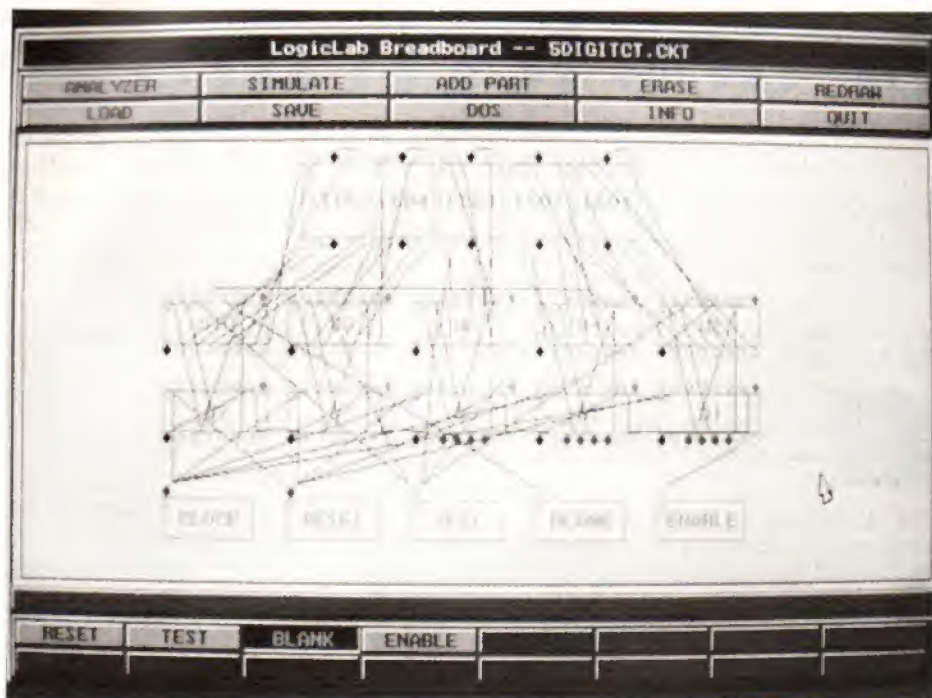 LogicLab Breadboard -- 5DIGITCT.CKT
ANALYZER SIMULATE ADD PART ERASE REDRAW
LOAD SAVE DOS INFO QUIT
RESET BLANK ENABLE
RESET TEST BLANK ENABLE